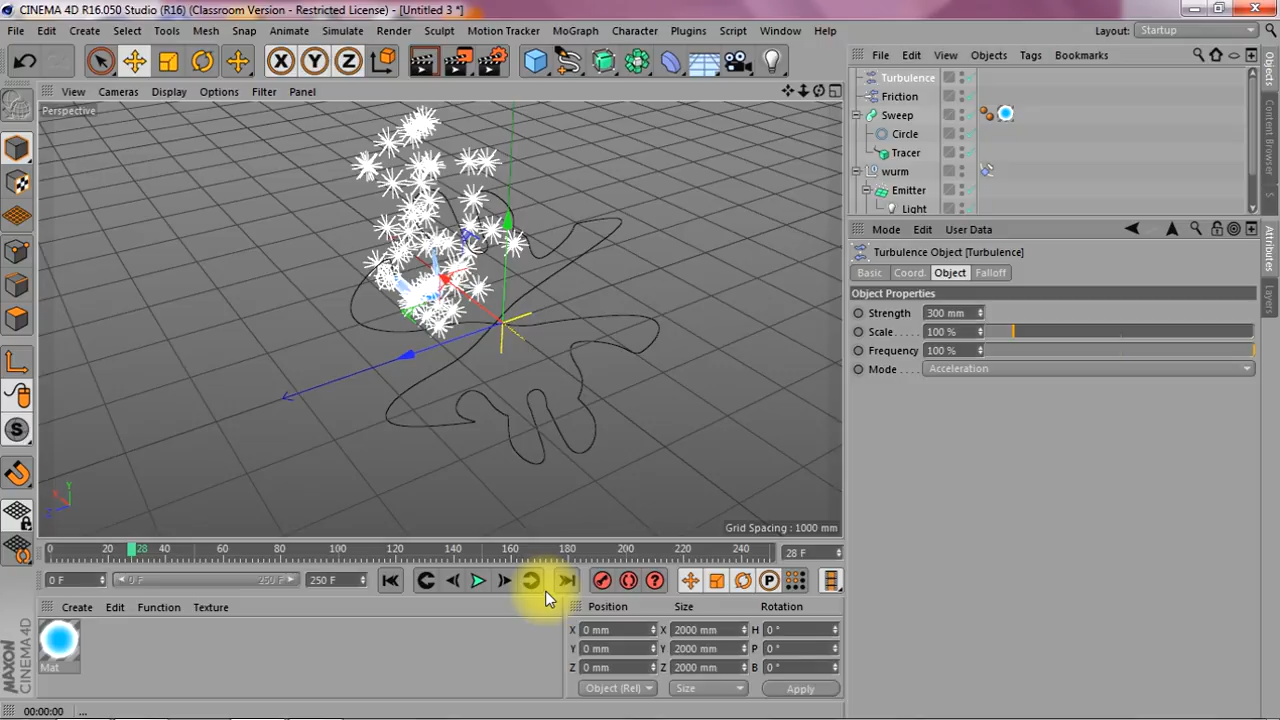 CINEMA 4D R16.050 Studio (R16) (Classroom Version - Restricted License) - [Untitled 3 *]
File Edit Create Select Tools Mesh Snap Animate Simulate Render Sculpt Motion Tracker MoGraph Character Plugins Script Window Help Layout: Startup
X Y Z
File Edit View Objects Tags Bookmarks
View Cameras Display Options Filter Panel
Perspective
Turbulence
Friction
Sweep
Circle
Tracer
wurm
Emitter
Light
Objects
Content Browser
S
Attributes
Layers
Mode Edit User Data
Turbulence Object [Turbulence]
Basic Coord. Object Falloff
Object Properties
Strength 300 mm
Scale..... 100 %
Frequency 100 %
Mode .... Acceleration
Y
X
Z
Grid Spacing : 1000 mm
0 20 28 40 60 80 100 120 140 160 180 200 220 240 28 F
0 F 0 F 250 F 250 F
P
Create Edit Function Texture
Mat
Position Size Rotation
X 0 mm X 2000 mm H 0 °
Y 0 mm Y 2000 mm P 0 °
Z 0 mm Z 2000 mm B 0 °
Object (Rel) Size Apply
MAXON
CINEMA 4D
00:00:00 ...